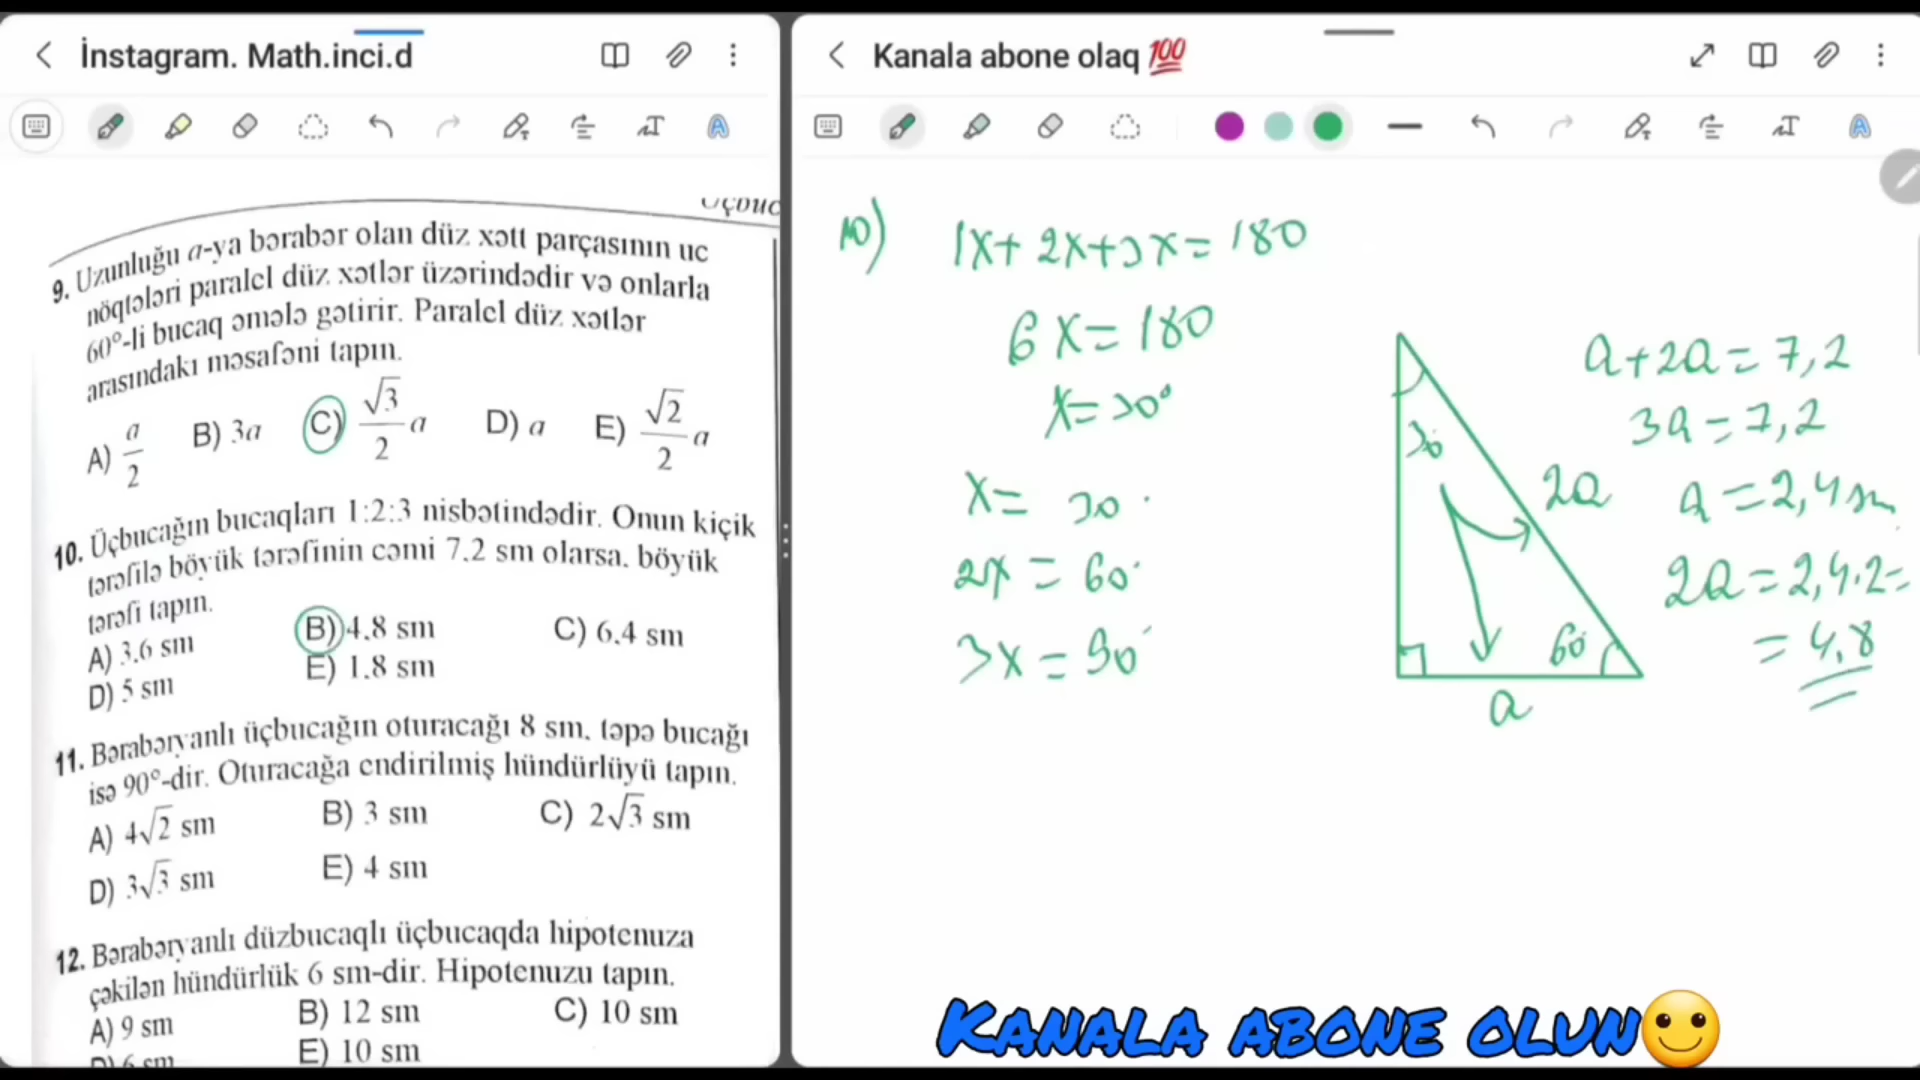 İnstagram. Math.inci.d
Üçbuc
9. Uzunluğu a-ya bərabər olan düz xətt parçasının uc
nöqtələri paralel düz xətlər üzərindədir və onlarla
60°-li bucaq əmələ gətirir. Paralel düz xətlər
arasındakı məsafəni tapın.
A) a/2 B) 3a C) √3/2 a D) a E) √2/2 a
10. Üçbucağın bucaqları 1:2:3 nisbətindədir. Onun kiçik
tərəfilə böyük tərəfinin cəmi 7.2 sm olarsa, böyük
tərəfi tapın.
A) 3.6 sm B) 4.8 sm C) 6.4 sm
D) 5 sm E) 1.8 sm
11. Bərabəryanlı üçbucağın oturacağı 8 sm, təpə bucağı
isə 90°-dir. Oturacağa endirilmiş hündürlüyü tapın.
A) 4√2 sm B) 3 sm C) 2√3 sm
D) 3√3 sm E) 4 sm
12. Bərabəryanlı düzbucaqlı üçbucaqda hipotenuza
çəkilən hündürlük 6 sm-dir. Hipotenuzu tapın.
A) 9 sm B) 12 sm C) 10 sm
D) 6 sm E) 10 sm
Kanala abone olaq 💯
10)
1x+2x+3x=180
6x=180
x=30°
x= 30°
2x = 60°
3x = 90°
30
2a
60°
a
a+2a=7,2
3a=7,2
a=2,4sm
2a=2,4.2=
=4,8
KANALA ABONE OLUN🙂